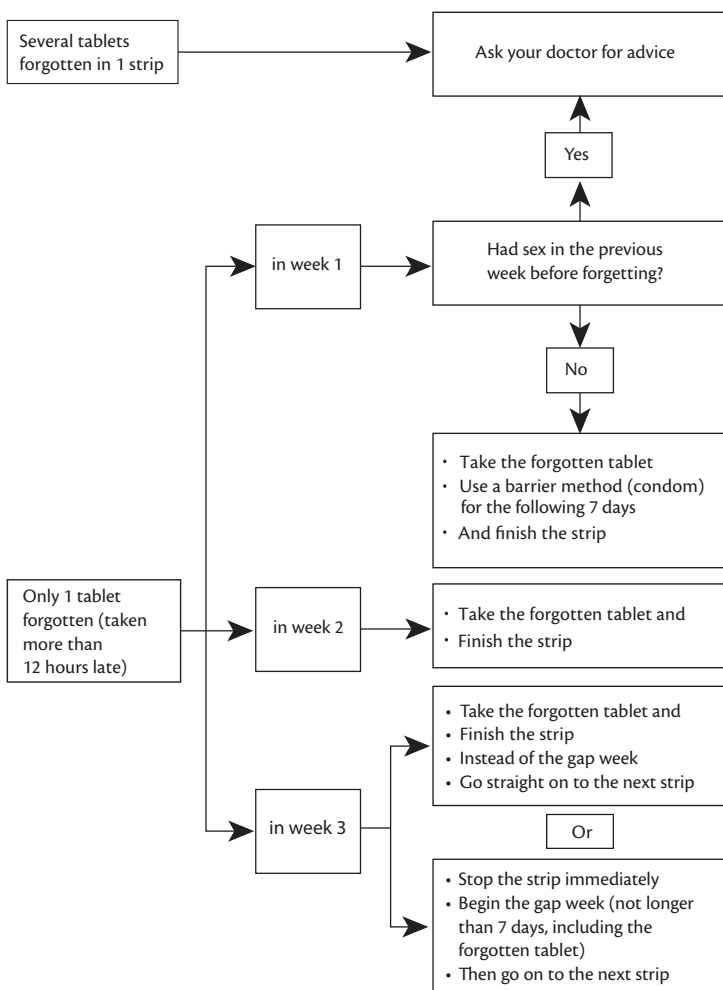 Several tablets
forgotten in 1 strip
Ask your doctor for advice
Yes
in week 1
Had sex in the previous
week before forgetting?
No
· Take the forgotten tablet
· Use a barrier method (condom)
for the following 7 days
· And finish the strip
Only 1 tablet
forgotten (taken
more than
12 hours late)
in week 2
· Take the forgotten tablet and
· Finish the strip
in week 3
• Take the forgotten tablet and
• Finish the strip
• Instead of the gap week
• Go straight on to the next strip
Or
• Stop the strip immediately
• Begin the gap week (not longer
than 7 days, including the
forgotten tablet)
• Then go on to the next strip